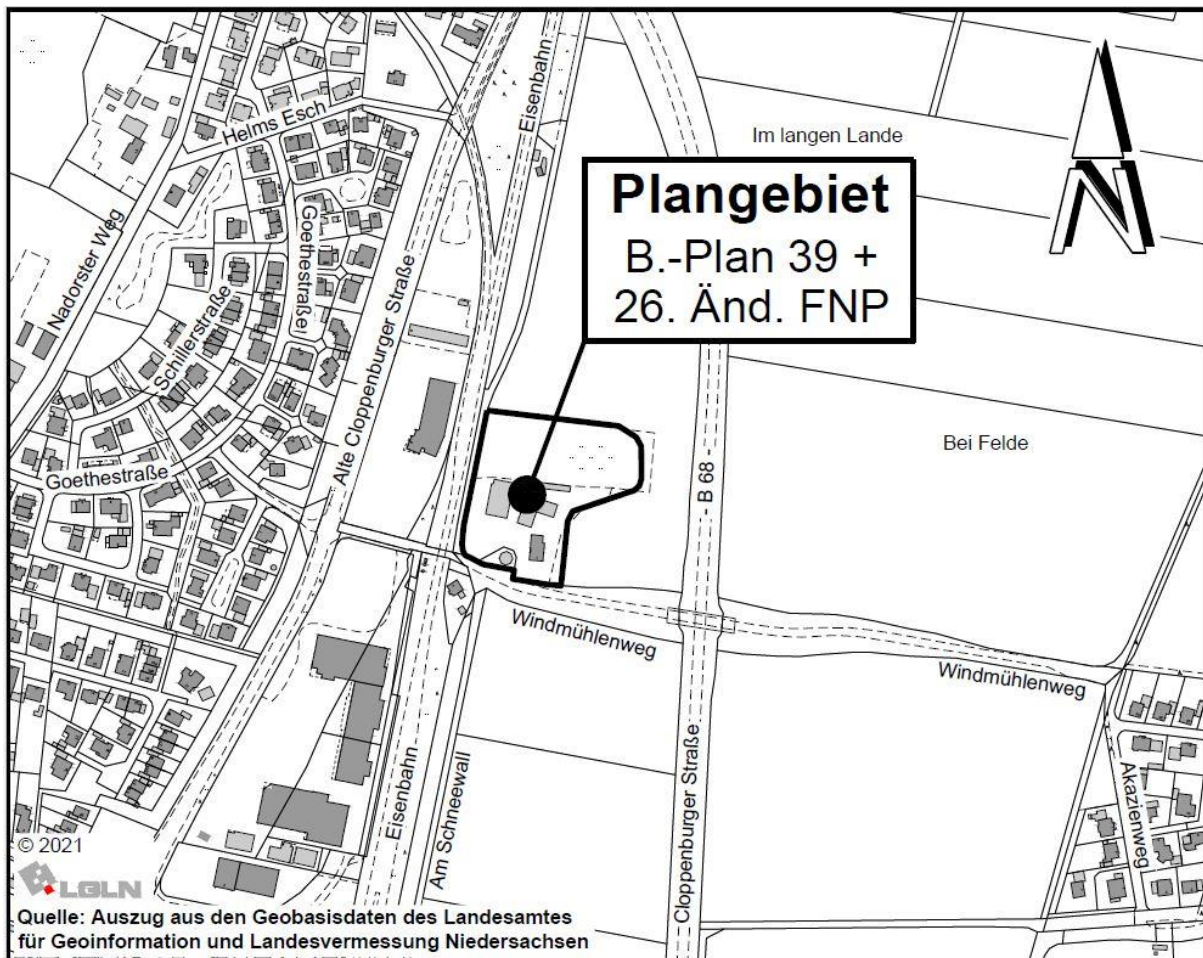 Helms Esch
Eisenbahn
Im langen Lande
Plangebiet
B.-Plan 39 +
26. Änd. FNP
N
Nadorster Weg
Goethestraße
Schillerstraße
Alte Cloppenburger Straße
Bei Felde
Goethestraße
- B 68 -
Windmühlenweg
Windmühlenweg
Eisenbahn
Am Schneewall
Cloppenburger Straße
Akazienweg
© 2021
LGLN
Quelle: Auszug aus den Geobasisdaten des Landesamtes
für Geoinformation und Landesvermessung Niedersachsen